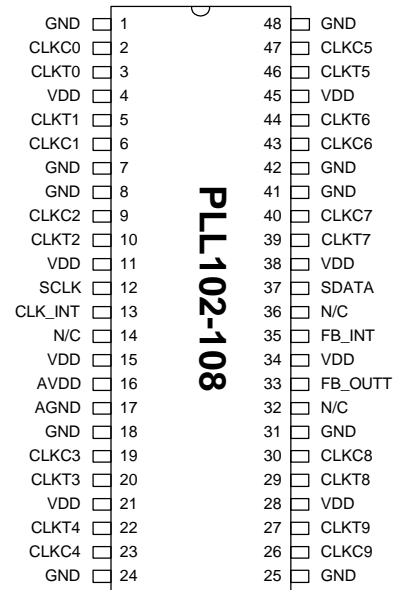 GND 1 48 GND
CLKC0 2 47 CLKC5
CLKT0 3 46 CLKT5
VDD 4 45 VDD
CLKT1 5 44 CLKT6
CLKC1 6 43 CLKC6
GND 7 42 GND
GND 8 41 GND
CLKC2 9 40 CLKC7
CLKT2 10 39 CLKT7
VDD 11 38 VDD
SCLK 12 37 SDATA
CLK_INT 13 36 N/C
N/C 14 35 FB_INT
VDD 15 34 VDD
AVDD 16 33 FB_OUTT
AGND 17 32 N/C
GND 18 31 GND
CLKC3 19 30 CLKC8
CLKT3 20 29 CLKT8
VDD 21 28 VDD
CLKT4 22 27 CLKT9
CLKC4 23 26 CLKC9
GND 24 25 GND
PLL102-108